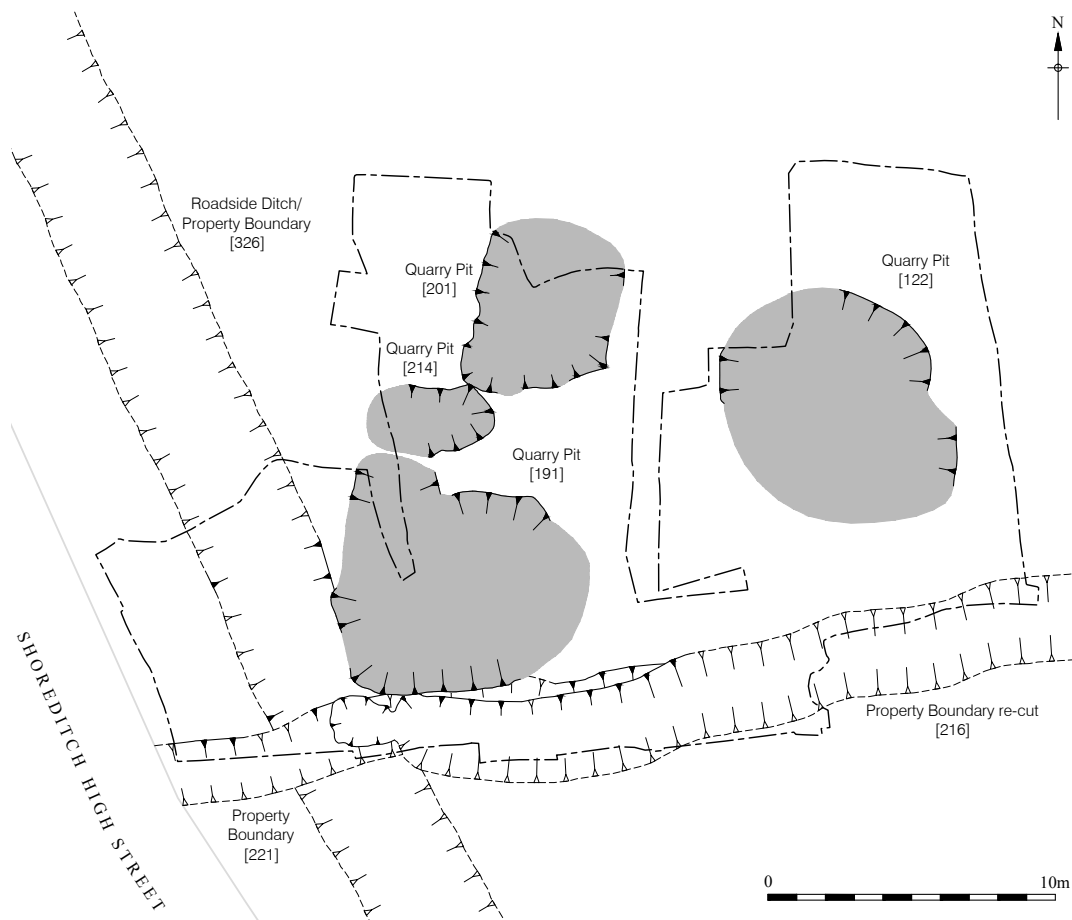 N
Roadside Ditch/
Property Boundary
[326]
Quarry Pit
[201]
Quarry Pit
[122]
Quarry Pit
[214]
Quarry Pit
[191]
SHOREDITCH HIGH STREET
Property Boundary re-cut
[216]
Property
Boundary
[221]
0
10m